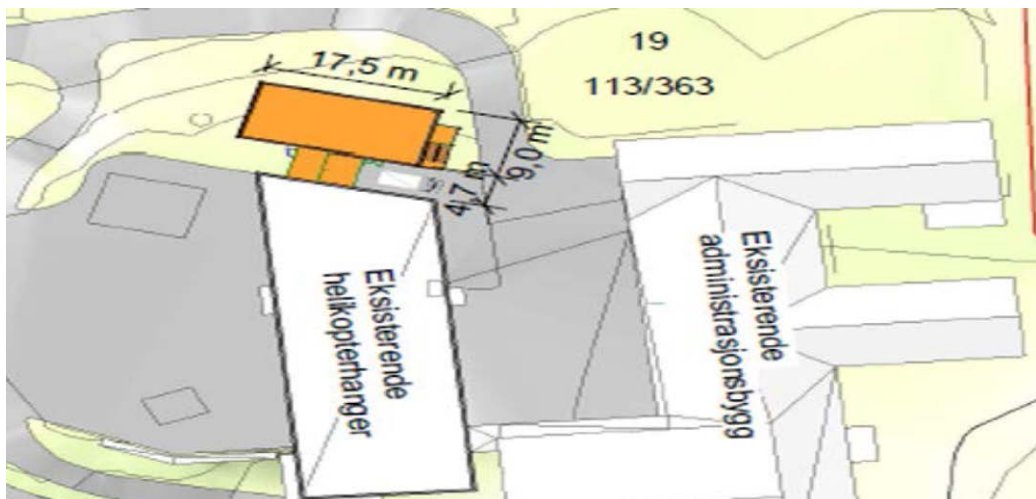 19
113/363
17,5 m
9,0 m
4,7 m
Eksisterende
helikopterhanger
Eksisterende
administrasjonsbygg